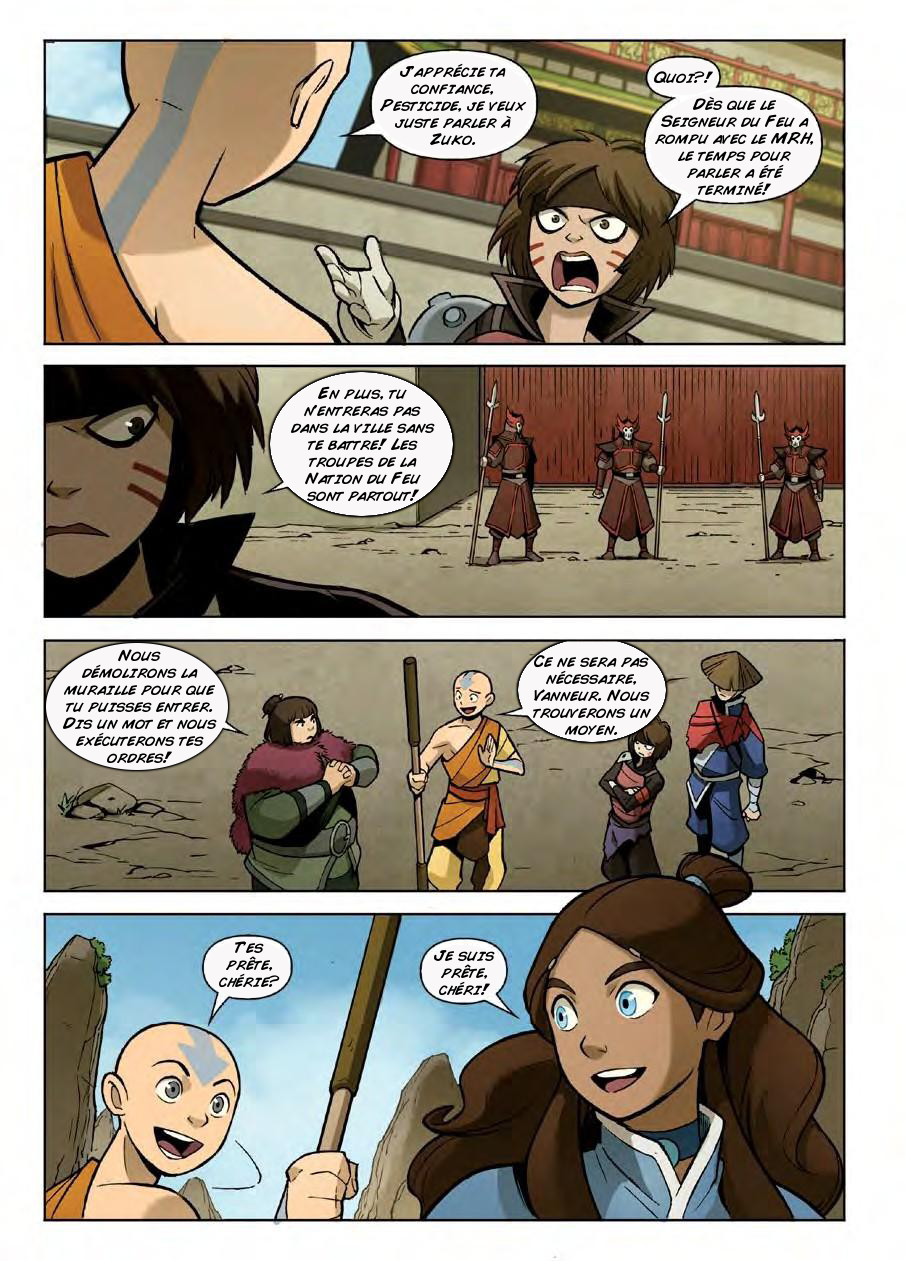 J'APPRÉCIE TA
CONFIANCE,
PESTICIDE, JE VEUX
JUSTE PARLER À
ZUKO.
QUOI?!
DÈS QUE LE
SEIGNEUR DU FEU A
ROMPU AVEC LE MRH,
LE TEMPS POUR
PARLER A ÉTÉ
TERMINÉ!
EN PLUS, TU
N'ENTRERAS PAS
DANS LA VILLE SANS
TE BATTRE! LES
TROUPES DE LA
NATION DU FEU
SONT PARTOUT!
NOUS
DÉMOLIRONS LA
MURAILLE POUR QUE
TU PUISSES ENTRER.
DIS UN MOT ET NOUS
EXÉCUTERONS TES
ORDRES!
CE NE SERA PAS
NÉCESSAIRE,
VANNEUR. NOUS
TROUVERONS UN
MOYEN.
T'ES
PRÊTE,
CHÉRIE?
JE SUIS
PRÊTE,
CHÉRI!